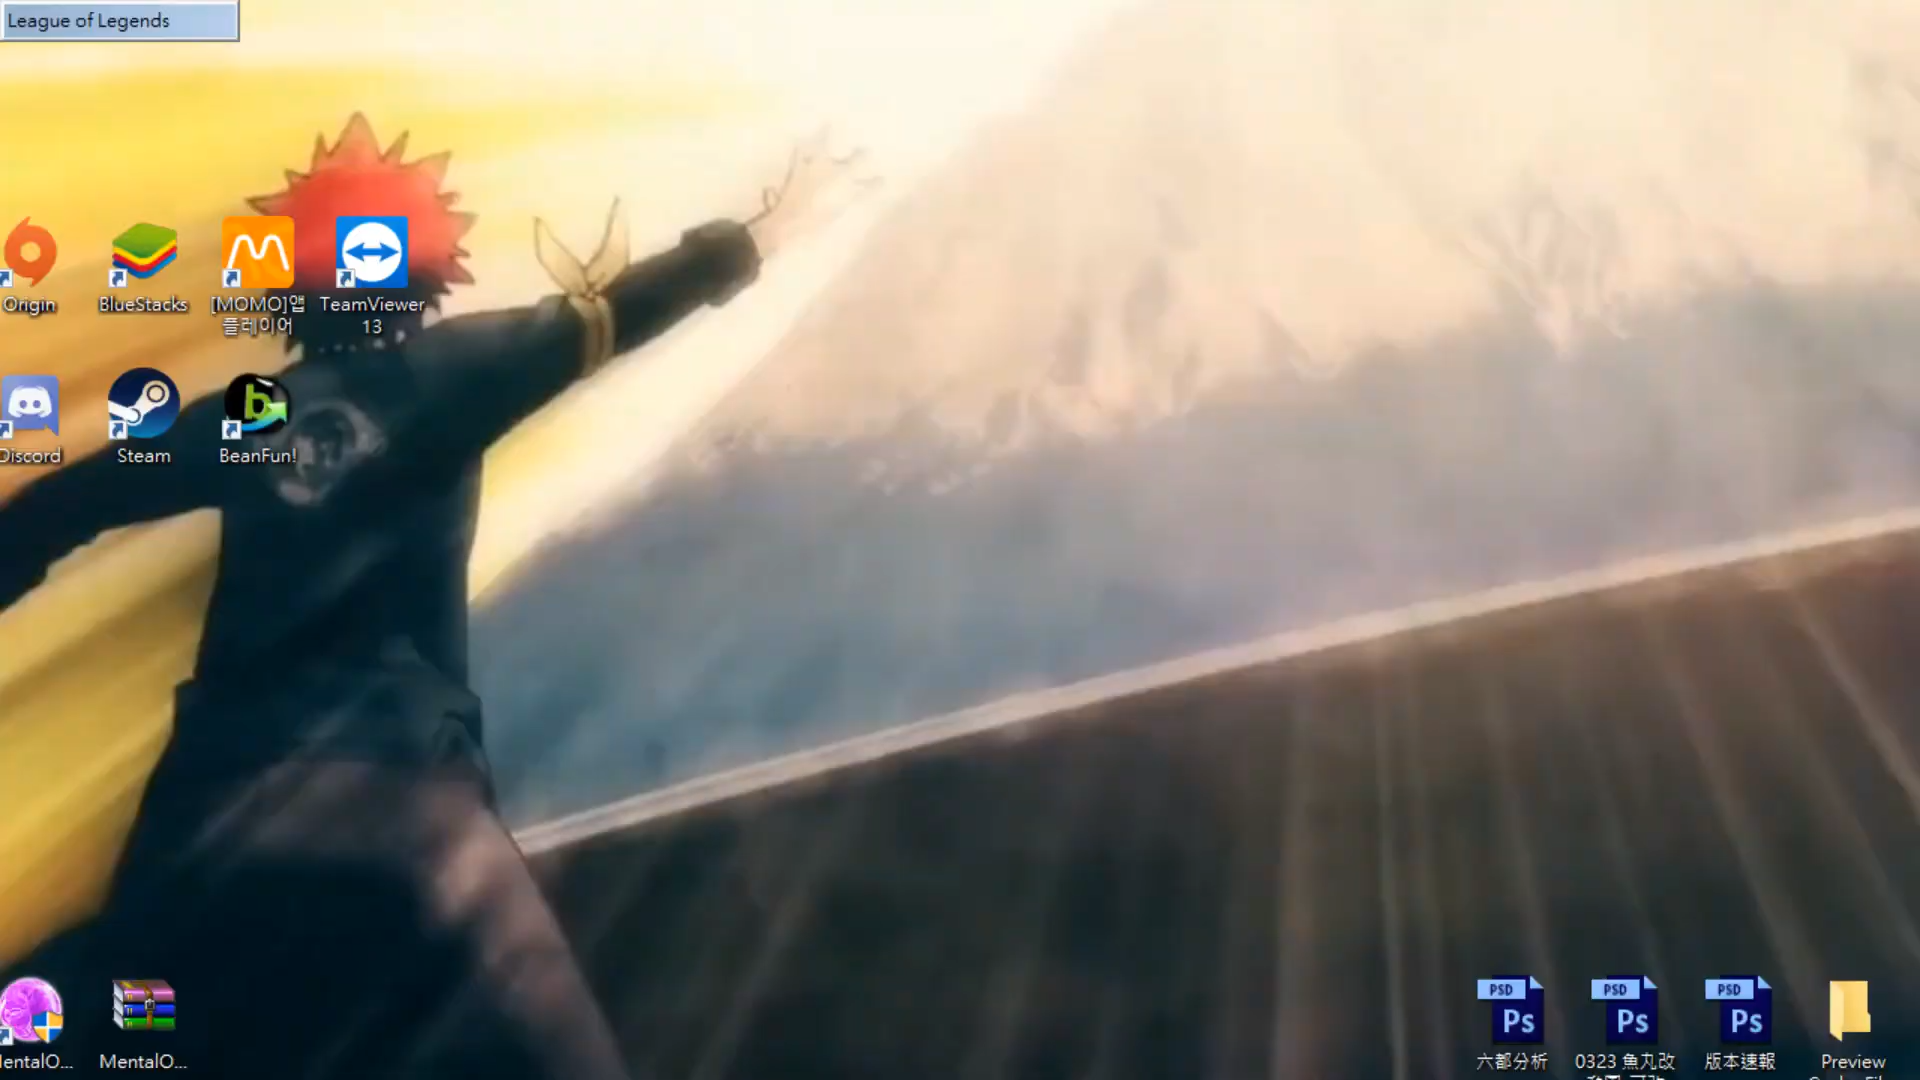 League of Legends
Origin
BlueStacks
[MOMO]앱
플레이어
TeamViewer
13
Discord
Steam
BeanFun!
MentalO...
MentalO...
PSD
Ps
六都分析
PSD
Ps
0323 魚丸改
PSD
Ps
版本速報
Preview